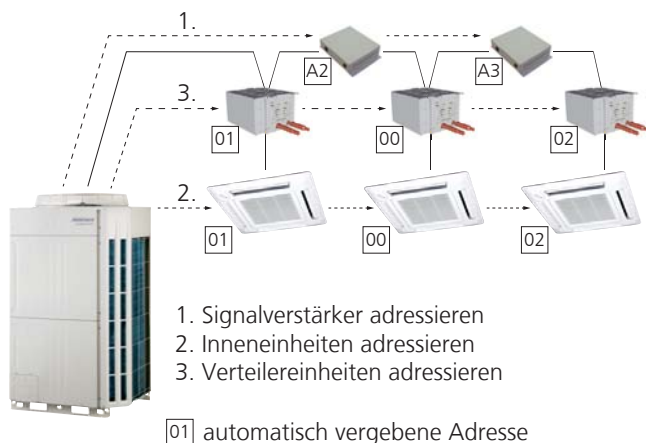 1.
A2
A3
3.
01
00
02
2.
01
00
02
1. Signalverstärker adressieren
2. Inneneinheiten adressieren
3. Verteilereinheiten adressieren
01 automatisch vergebene Adresse